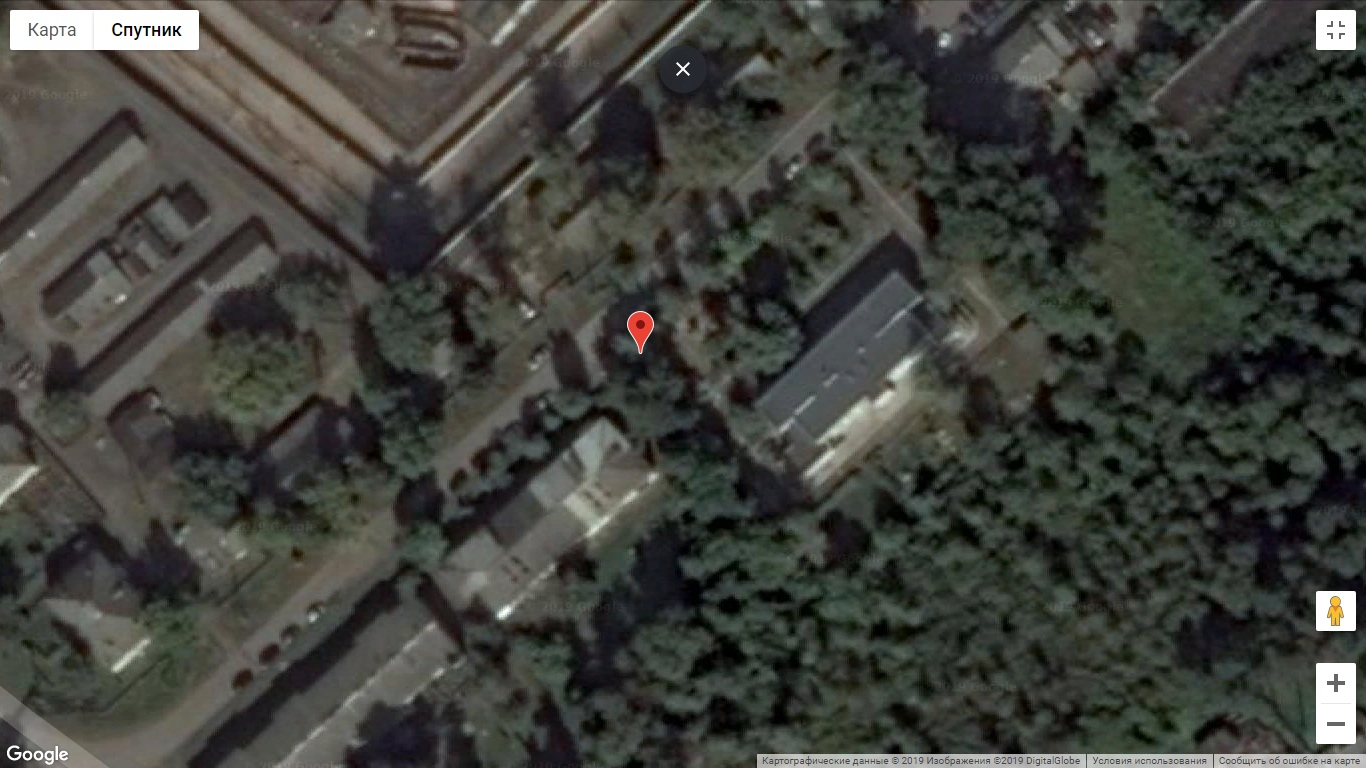 Карта
Спутник
Google
Картографические данные © 2019 Изображения ©2019 DigitalGlobe
Условия использования
Сообщить об ошибке на карте